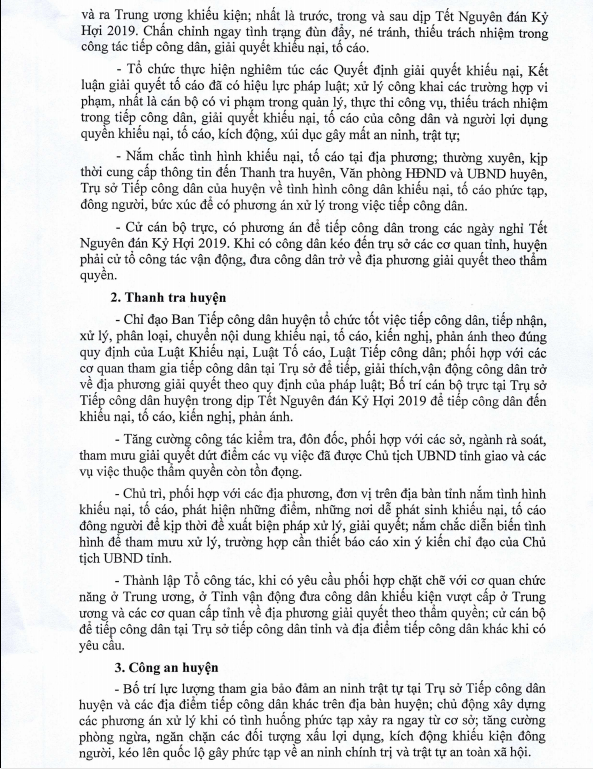 và ra Trung ương khiếu kiện; nhất là trước, trong và sau dịp Tết Nguyên đán Kỷ
Hợi 2019. Chấn chỉnh ngay tình trạng đùn đẩy, né tránh, thiếu trách nhiệm trong
công tác tiếp công dân, giải quyết khiếu nại, tố cáo.
- Tổ chức thực hiện nghiêm túc các Quyết định giải quyết khiếu nại, Kết
luận giải quyết tố cáo đã có hiệu lực pháp luật; xử lý công khai các trường hợp vi
phạm, nhất là cán bộ có vi phạm trong quản lý, thực thi công vụ, thiếu trách nhiệm
trong tiếp công dân, giải quyết khiếu nại, tố cáo của công dân và người lợi dụng
quyền khiếu nại, tố cáo, kích động, xúi dục gây mất an ninh, trật tự;
- Nắm chắc tình hình khiếu nại, tố cáo tại địa phương; thường xuyên, kịp
thời cung cấp thông tin đến Thanh tra huyện, Văn phòng HĐND và UBND huyện,
Trụ sở Tiếp công dân của huyện về tình hình công dân khiếu nại, tố cáo phức tạp,
đông người, bức xúc để có phương án xử lý trong việc tiếp công dân.
- Cử cán bộ trực, có phương án để tiếp công dân trong các ngày nghỉ Tết
Nguyên đán Kỷ Hợi 2019. Khi có công dân kéo đến trụ sở các cơ quan tỉnh, huyện
phải cử tổ công tác vận động, đưa công dân trở về địa phương giải quyết theo thẩm
quyền.
2. Thanh tra huyện
- Chỉ đạo Ban Tiếp công dân huyện tổ chức tốt việc tiếp công dân, tiếp nhận,
xử lý, phân loại, chuyển nội dung khiếu nại, tố cáo, kiến nghị, phản ánh theo đúng
quy định của Luật Khiếu nại, Luật Tố cáo, Luật Tiếp công dân; phối hợp với các
cơ quan tham gia tiếp công dân tại Trụ sở để tiếp, giải thích,vận động công dân trở
về địa phương giải quyết theo quy định của pháp luật; Bố trí cán bộ trực tại Trụ sở
Tiếp công dân huyện trong dịp Tết Nguyên đán Kỷ Hợi 2019 để tiếp công dân đến
khiếu nại, tố cáo, kiến nghị, phản ánh.
- Tăng cường công tác kiểm tra, đôn đốc, phối hợp với các sở, ngành rà soát,
tham mưu giải quyết dứt điểm các vụ việc đã được Chủ tịch UBND tỉnh giao và các
vụ việc thuộc thẩm quyền còn tồn đọng.
- Chủ trì, phối hợp với các địa phương, đơn vị trên địa bàn tỉnh nắm tình hình
khiếu nại, tố cáo, phát hiện những điểm, những nơi dễ phát sinh khiếu nại, tố cáo
đông người để kịp thời đề xuất biện pháp xử lý, giải quyết; nắm chắc diễn biến tình
hình để tham mưu xử lý, trường hợp cần thiết báo cáo xin ý kiến chỉ đạo của Chủ
tịch UBND tỉnh.
- Thành lập Tổ công tác, khi có yêu cầu phối hợp chặt chẽ với cơ quan chức
năng ở Trung ương, ở Tỉnh vận động đưa công dân khiếu kiện vượt cấp ở Trung
ương và các cơ quan cấp tỉnh về địa phương giải quyết theo thẩm quyền; cử cán bộ
để tiếp công dân tại Trụ sở tiếp công dân tỉnh và địa điểm tiếp công dân khác khi có
yêu cầu.
3. Công an huyện
- Bố trí lực lượng tham gia bảo đảm an ninh trật tự tại Trụ sở Tiếp công dân
huyện và các địa điểm tiếp công dân khác trên địa bàn huyện; chủ động xây dựng
các phương án xử lý khi có tình huống phức tạp xảy ra ngay từ cơ sở; tăng cường
phòng ngừa, ngăn chặn các đối tượng xấu lợi dụng, kích động khiếu kiện đông
người, kéo lên quốc lộ gây phức tạp về an ninh chính trị và trật tự an toàn xã hội.